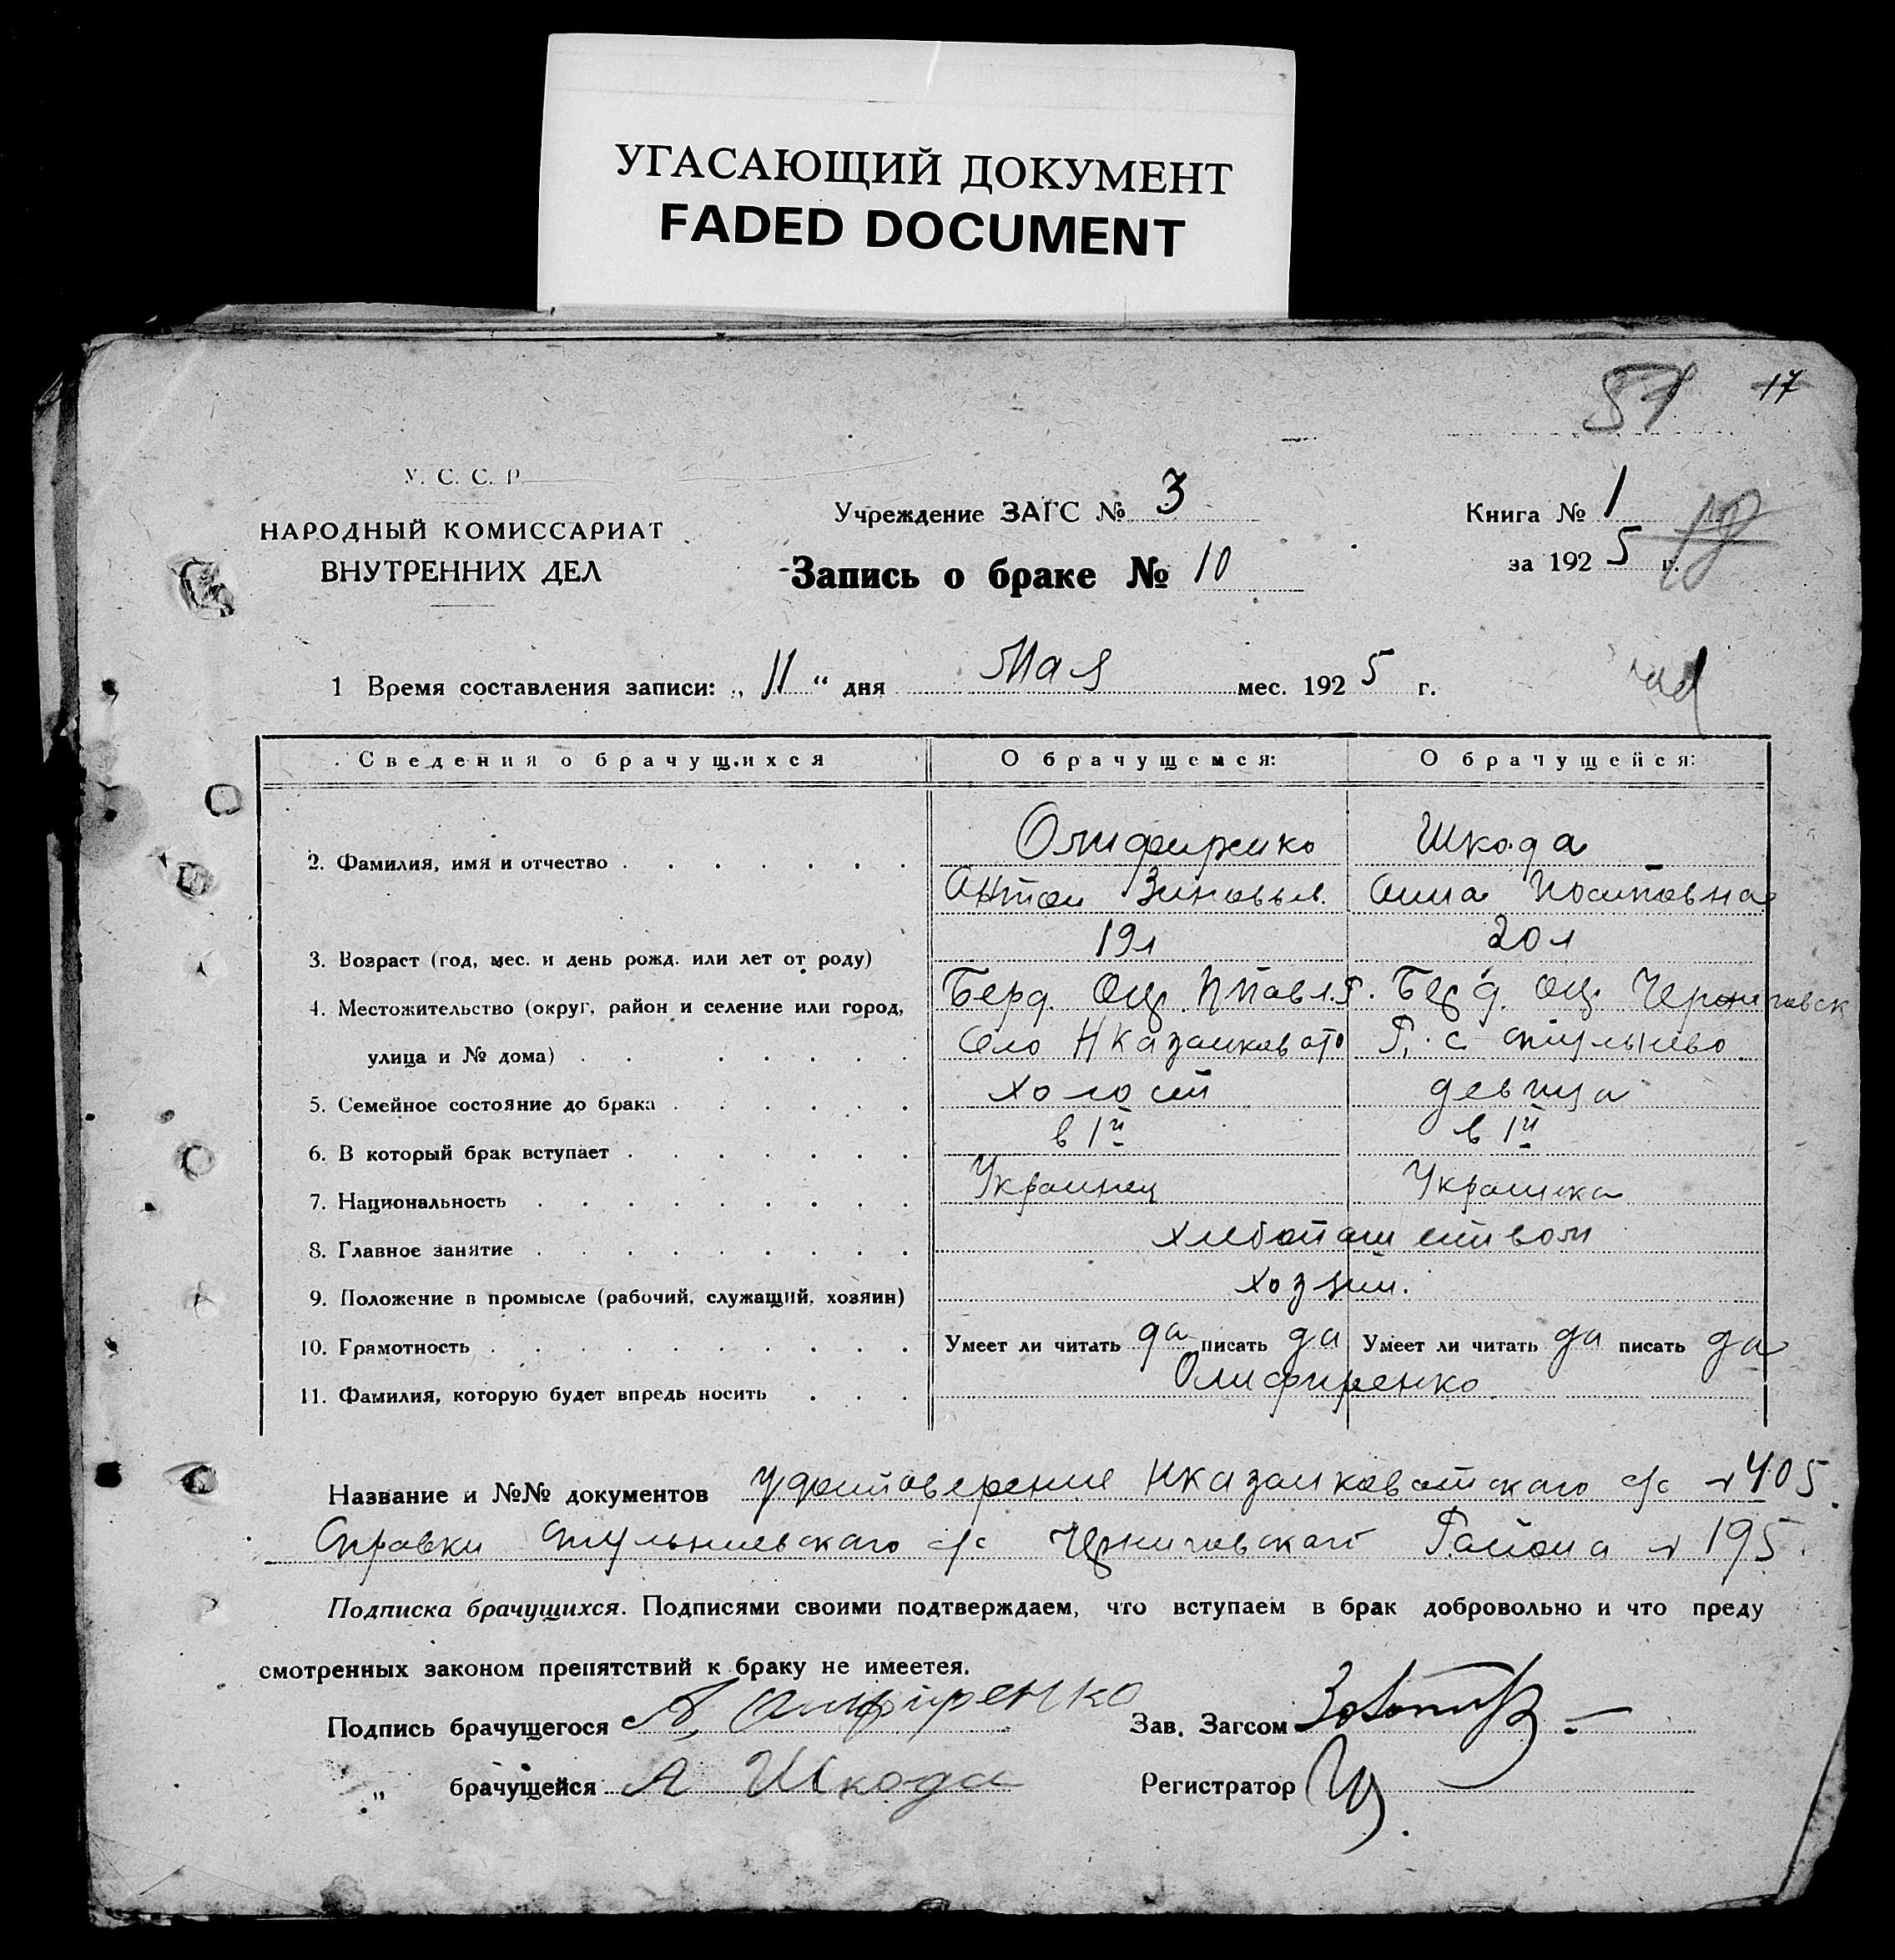 УГАСАЮЩИЙ ДОКУМЕНТ
FADED DOCUMENT
17
У. С. С. Р.
НАРОДНЫЙ КОМИССАРИАТ
ВНУТРЕННИХ ДЕЛ
Учреждение ЗАГС № 3
Запись о браке № 10
Книга № 1
за 1925 г.
1 Время составления записи: „ 11 “ дня Мая мес. 1925 г.
Сведения о брачущихся О брачущемся: О брачущейся:
2. Фамилия, имя и отчество Олифиренко Шкода
Антон Зиновьев. Анна Иосиповна
3. Возраст (год, мес. и день рожд. или лет от роду) 19 л 20 л
4. Местожительство (округ, район и селение или город, Берд. Окр. Берд. Окр. Черниговск
улица и № дома) Село НКазанковато Р. с
5. Семейное состояние до брака холост девица
6. В который брак вступает в 1й в 1й
7. Национальность Украинец Украинка
8. Главное занятие хлебопашеством
9. Положение в промысле (рабочий, служащий, хозяин) хозяин.
10. Грамотность Умеет ли читать да писать да Умеет ли читать да писать да
11. Фамилия, которую будет впредь носить Олифиренко
Название и №№ документов Удостоверение НКазанковатского с/с 405.
Справки с/с Черниговского Района 195.
Подписка брачущихся. Подписями своими подтверждаем, что вступаем в брак добровольно и что преду
смотренных законом препятствий к браку не имеется.
Подпись брачущегося А. Олифиренко Зав. Загсом
„ брачущейся А Шкода Регистратор